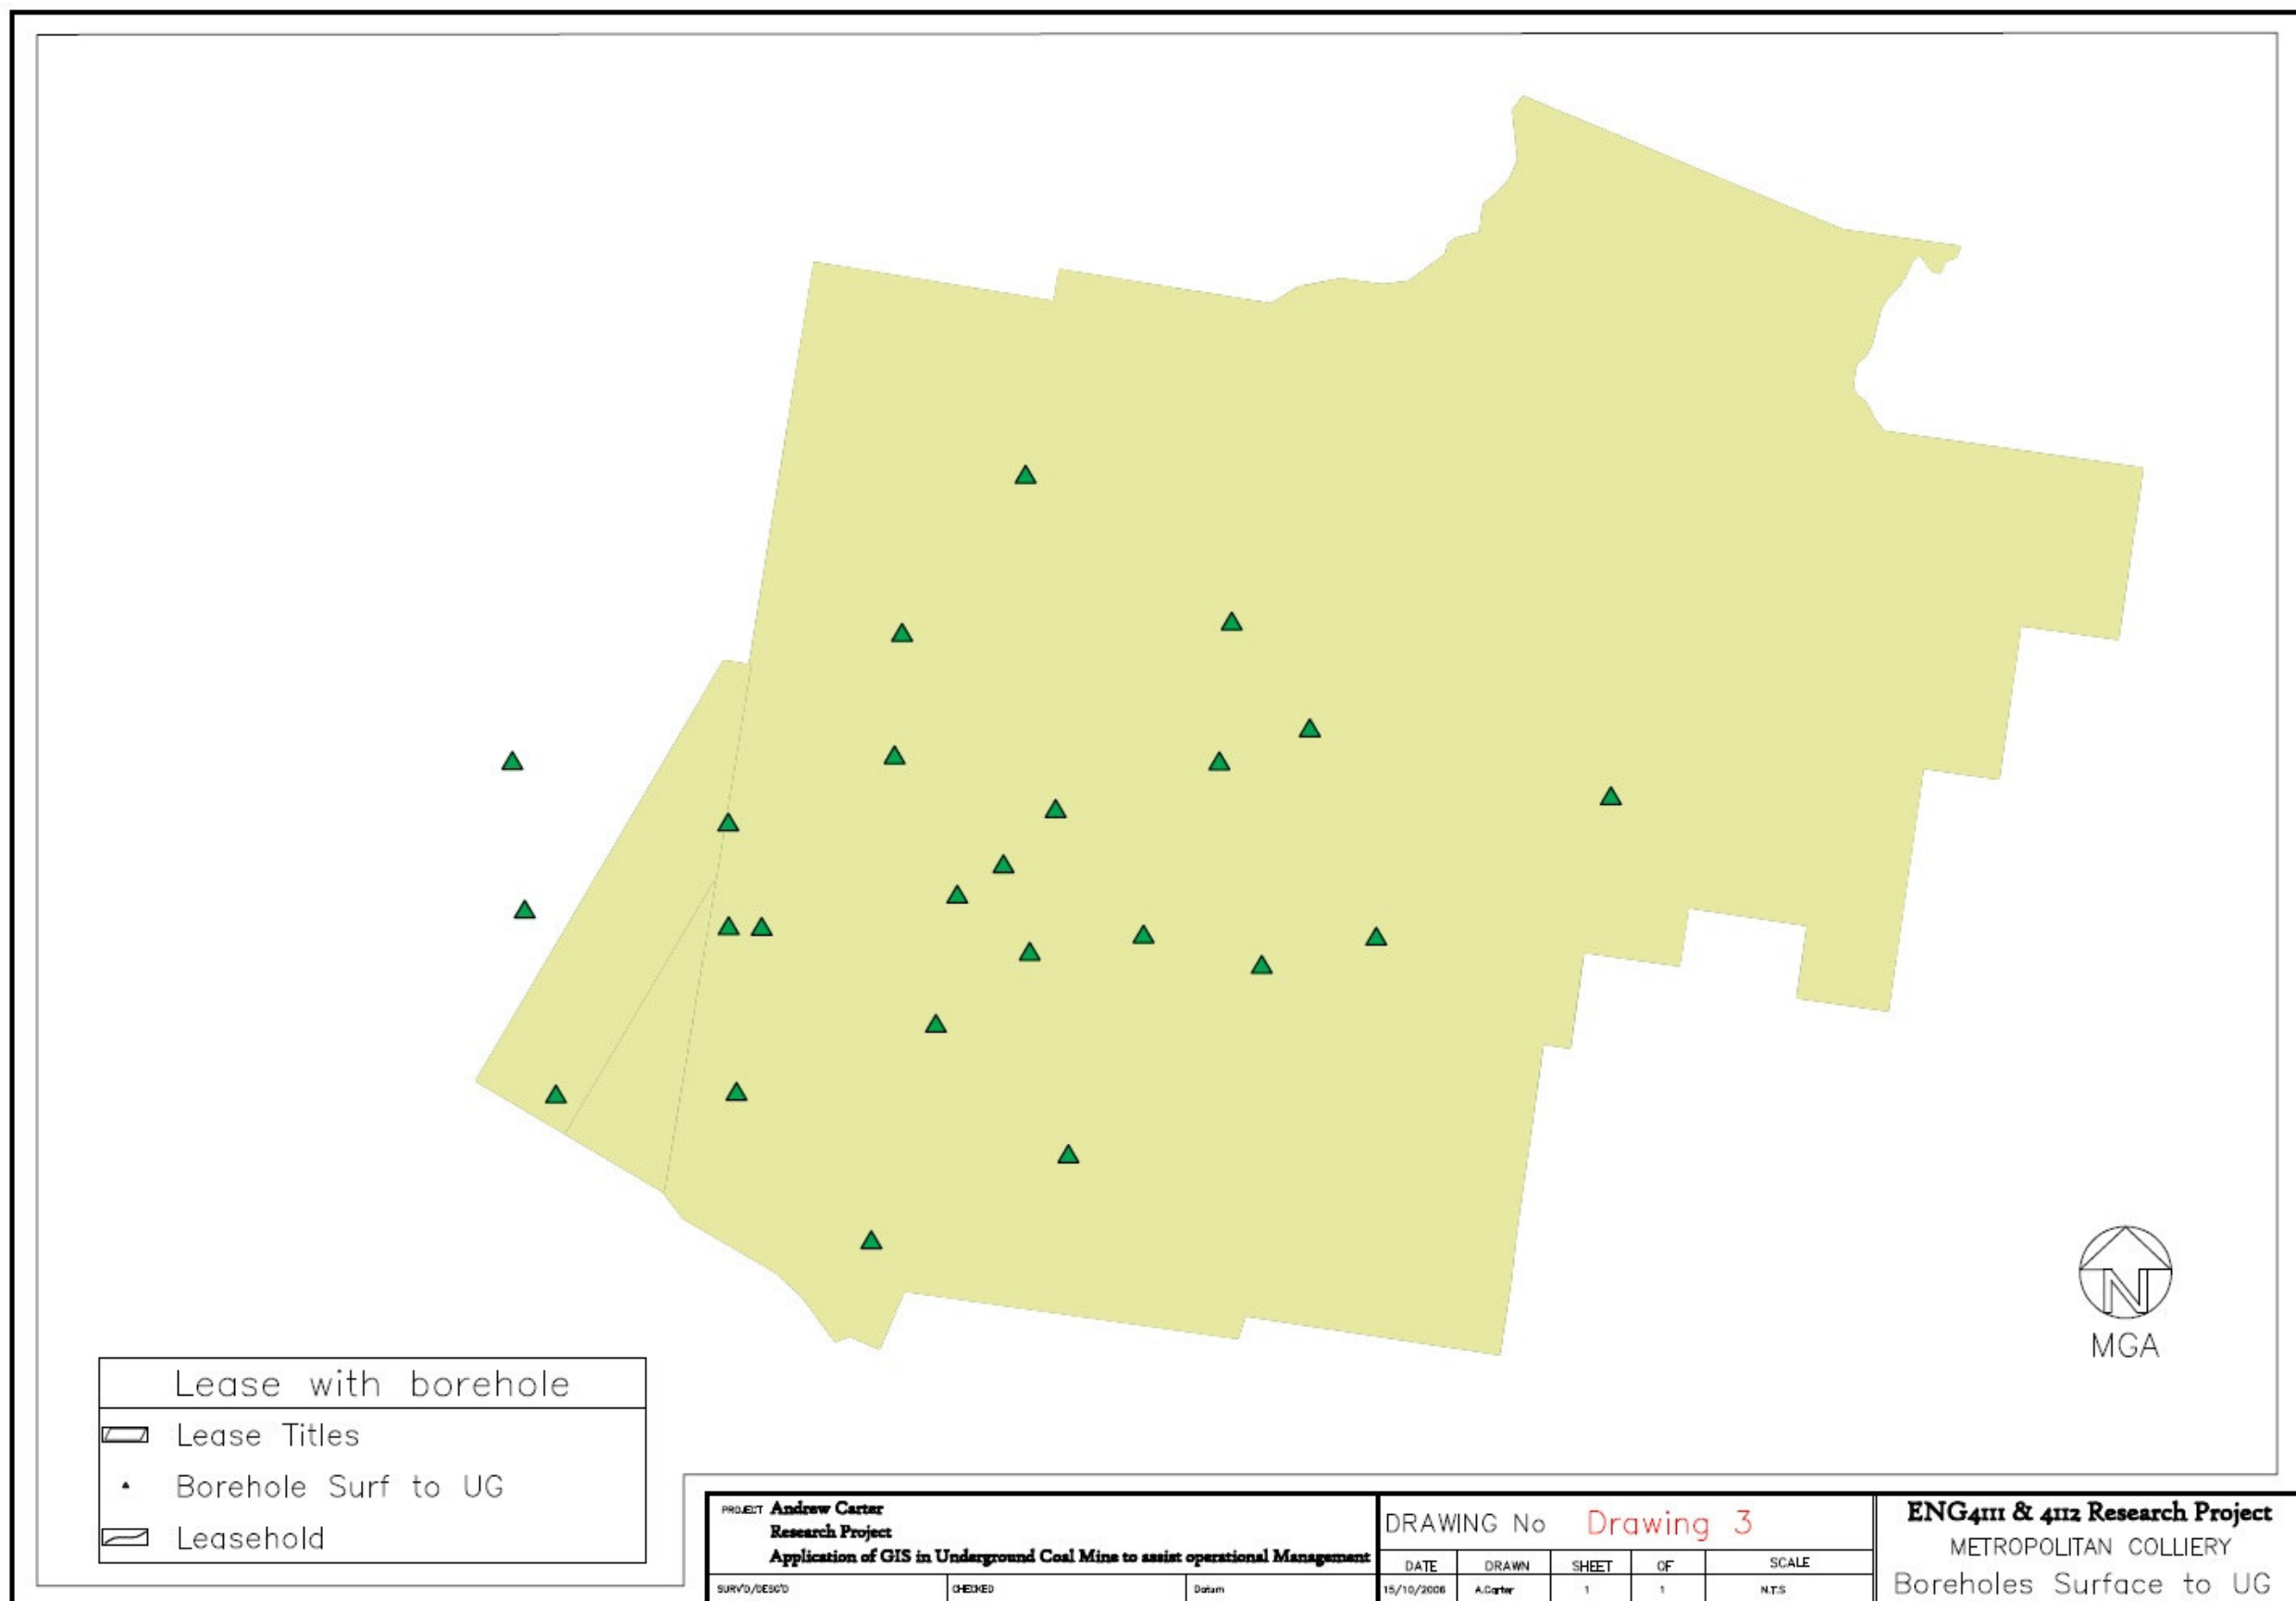 MGA
Lease with borehole
Lease Titles
Borehole Surf to UG
Leasehold
PROJECT Andrew Carter
Research Project
Application of GIS in Underground Coal Mine to assist operational Management
SURV'D/DESG'D CHECKED Datum
DRAWING No Drawing 3
DATE DRAWN SHEET OF SCALE
15/10/2006 A.Carter 1 1 N.T.S
ENG4111 & 4112 Research Project
METROPOLITAN COLLIERY
Boreholes Surface to UG